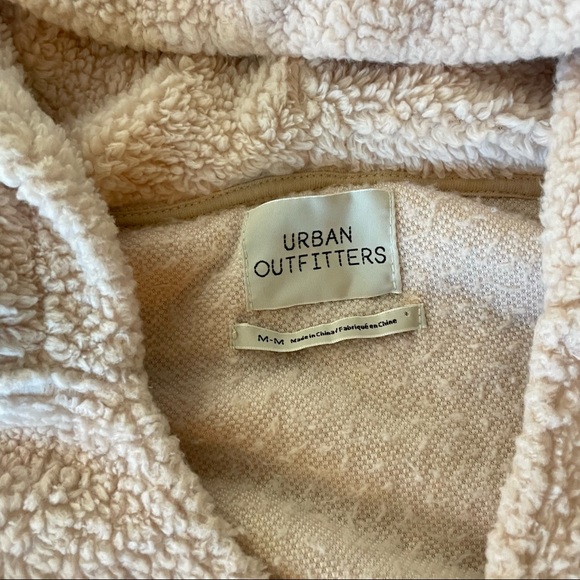 URBAN
OUTFITTERS
M-M Made in China/Fabriqué en Chine